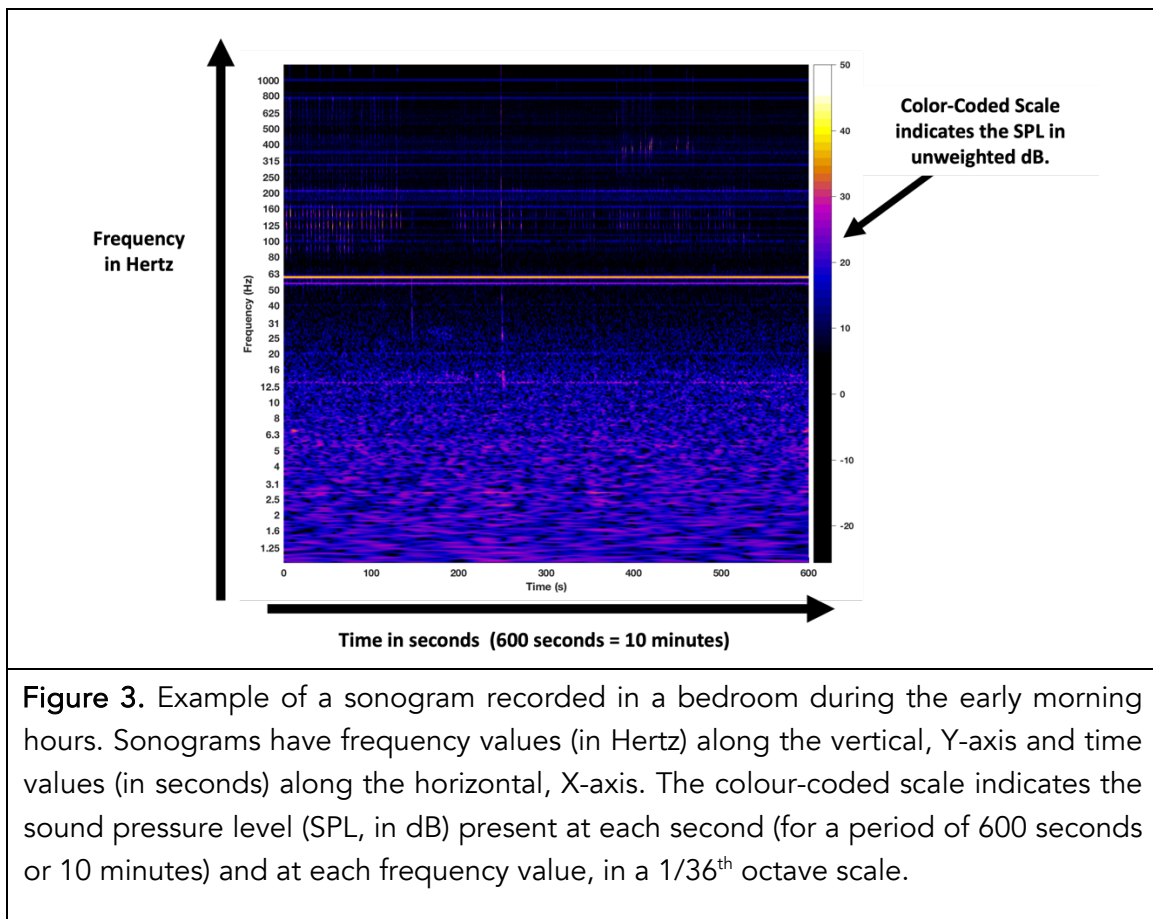 1000
800
625
500
400
315
250
200
160
125
100
80
63
50
40
31
25
20
16
12.5
10
8
6.3
5
4
3.1
2.5
2
1.6
1.25
Frequency (Hz)
Frequency
in Hertz
0 100 200 300 400 500 600
Time (s)
50
40
30
20
10
0
-10
-20
Color-Coded Scale
indicates the SPL in
unweighted dB.
Time in seconds (600 seconds = 10 minutes)
Figure 3. Example of a sonogram recorded in a bedroom during the early morning
hours. Sonograms have frequency values (in Hertz) along the vertical, Y-axis and time
values (in seconds) along the horizontal, X-axis. The colour-coded scale indicates the
sound pressure level (SPL, in dB) present at each second (for a period of 600 seconds
or 10 minutes) and at each frequency value, in a 1/36th octave scale.